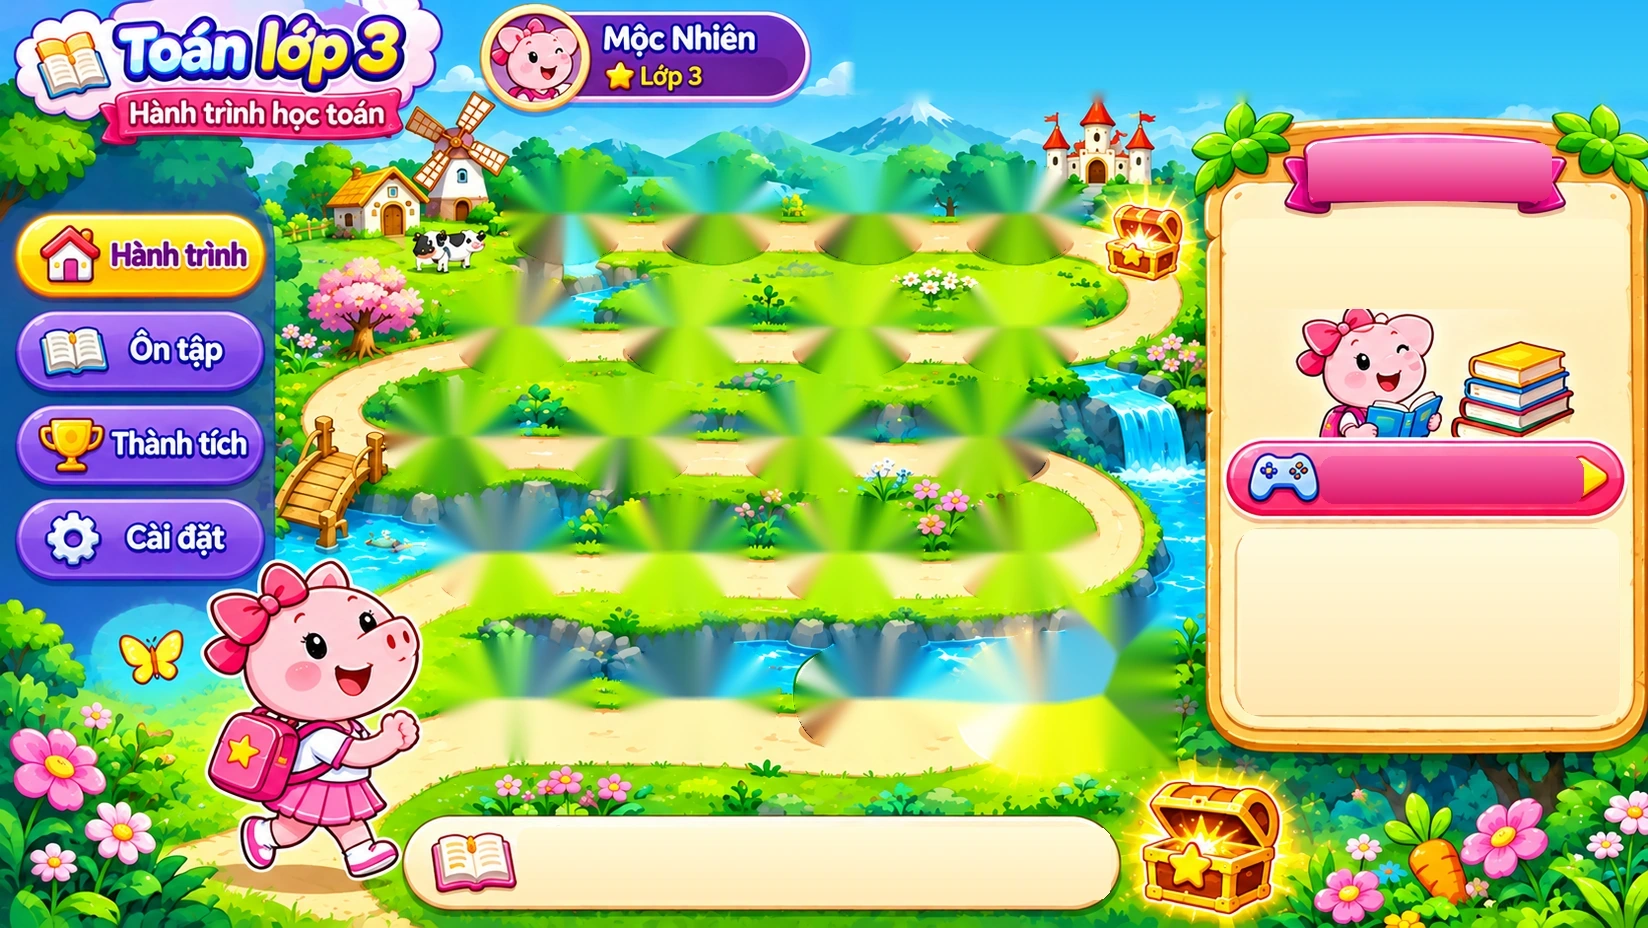 Toán lớp 3
Hành trình học toán
Mộc Nhiên
Lớp 3
Hành trình
Ôn tập
Thành tích
Cài đặt